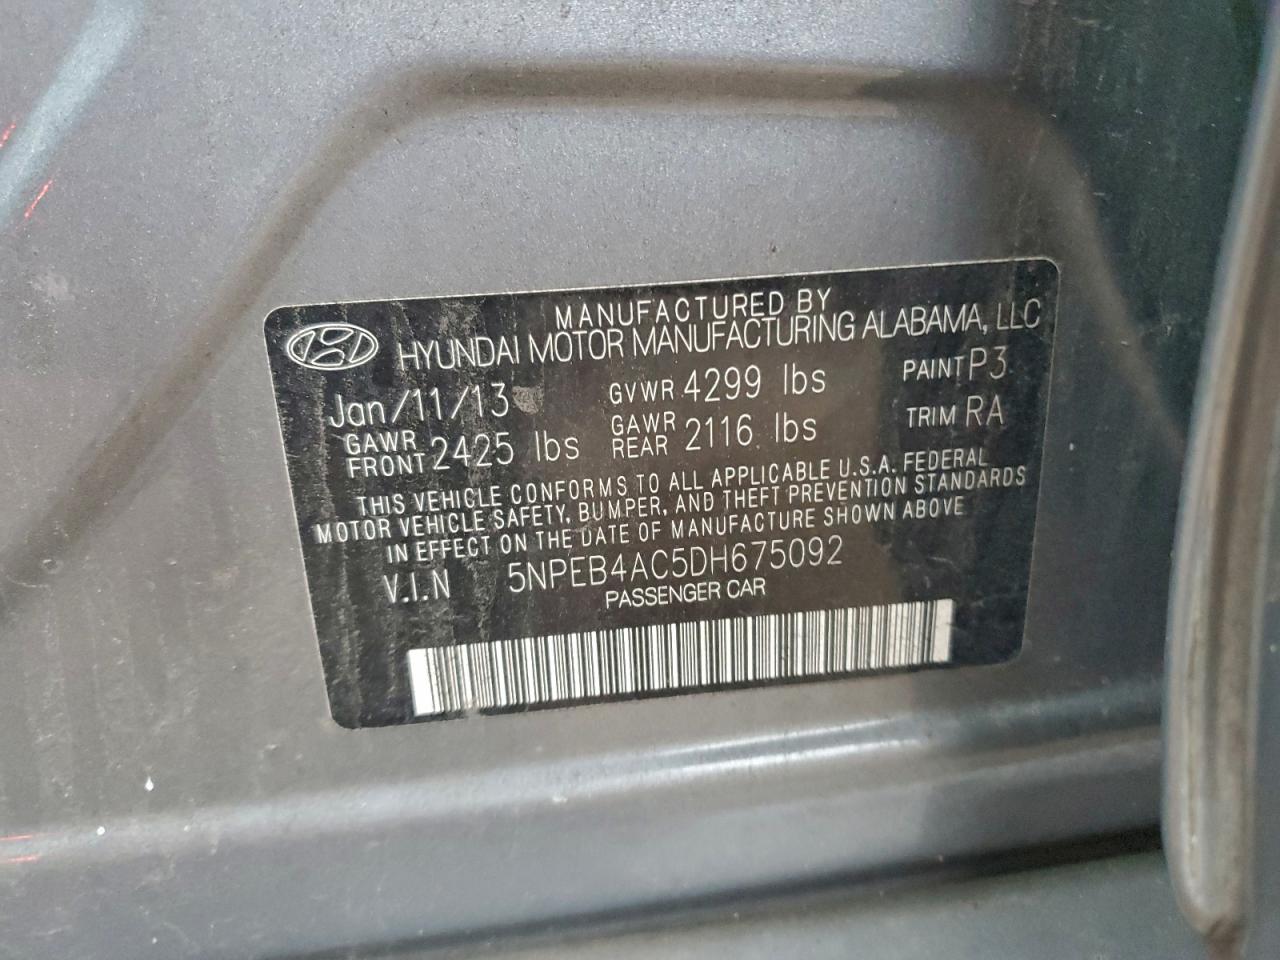 MANUFACTURED BY
HYUNDAI MOTOR MANUFACTURING ALABAMA, LLC
Jan/11/13 GVWR 4299 lbs PAINT P3
GAWR FRONT 2425 lbs GAWR REAR 2116 lbs TRIM RA
THIS VEHICLE CONFORMS TO ALL APPLICABLE U.S.A. FEDERAL
MOTOR VEHICLE SAFETY, BUMPER, AND THEFT PREVENTION STANDARDS
IN EFFECT ON THE DATE OF MANUFACTURE SHOWN ABOVE
V.I.N 5NPEB4AC5DH675092
PASSENGER CAR